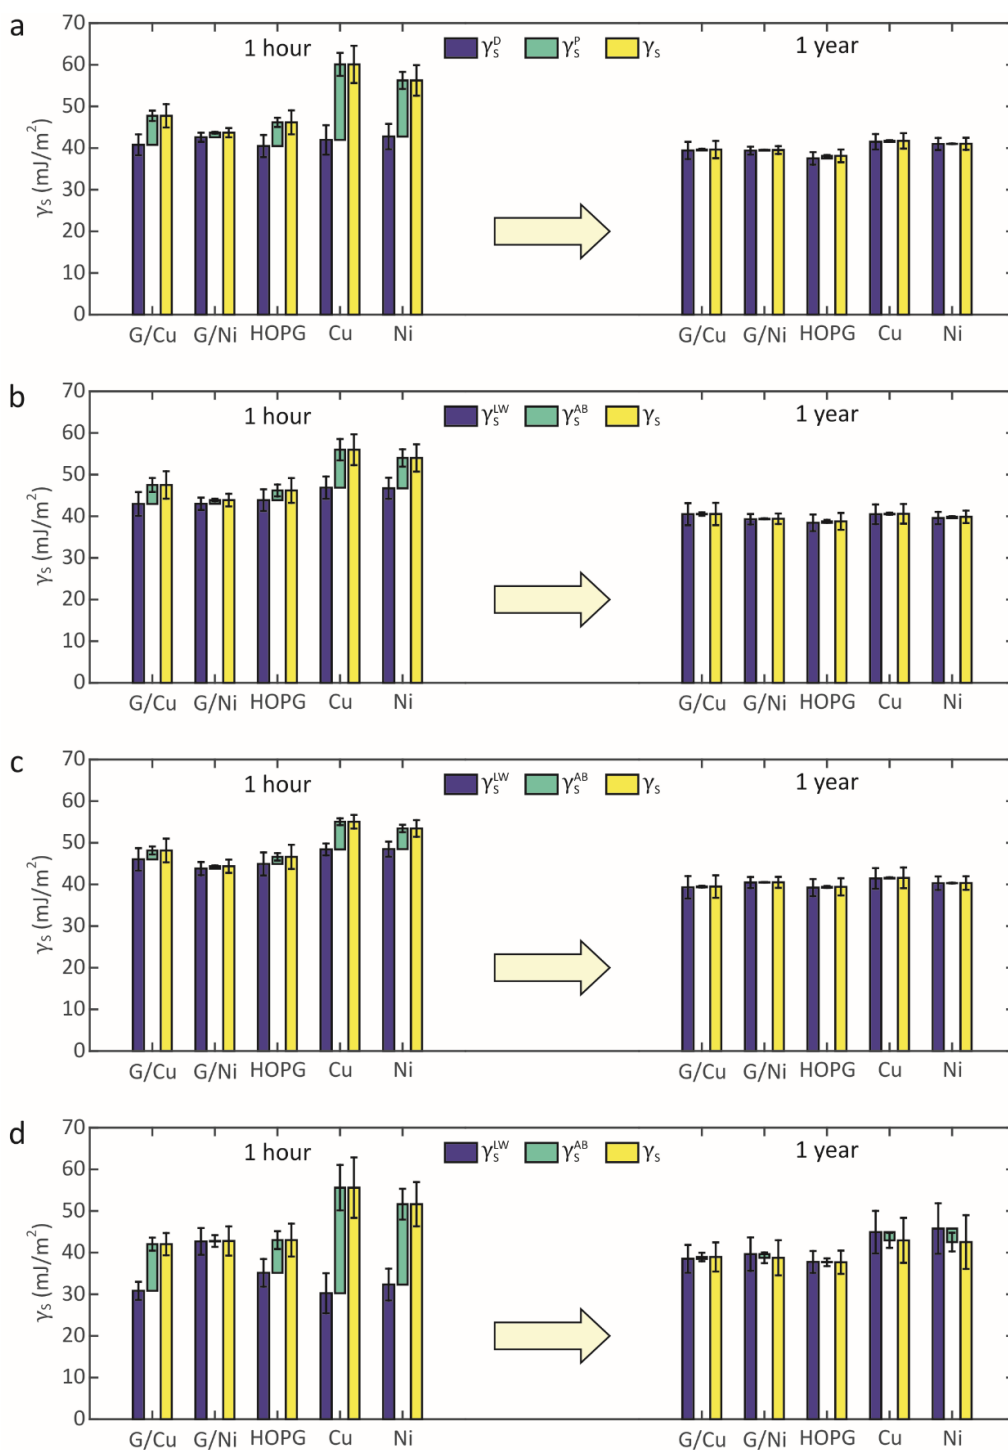 a
1 hour
γₛᴰ γₛᴾ γₛ
1 year
γₛ (mJ/m²)
70
60
50
40
30
20
10
0
G/Cu G/Ni HOPG Cu Ni
G/Cu G/Ni HOPG Cu Ni
b
1 hour
γₛᴸᵂ γₛᴬᴮ γₛ
1 year
γₛ (mJ/m²)
70
60
50
40
30
20
10
0
G/Cu G/Ni HOPG Cu Ni
G/Cu G/Ni HOPG Cu Ni
c
1 hour
γₛᴸᵂ γₛᴬᴮ γₛ
1 year
γₛ (mJ/m²)
70
60
50
40
30
20
10
0
G/Cu G/Ni HOPG Cu Ni
G/Cu G/Ni HOPG Cu Ni
d
1 hour
γₛᴸᵂ γₛᴬᴮ γₛ
1 year
γₛ (mJ/m²)
70
60
50
40
30
20
10
0
G/Cu G/Ni HOPG Cu Ni
G/Cu G/Ni HOPG Cu Ni